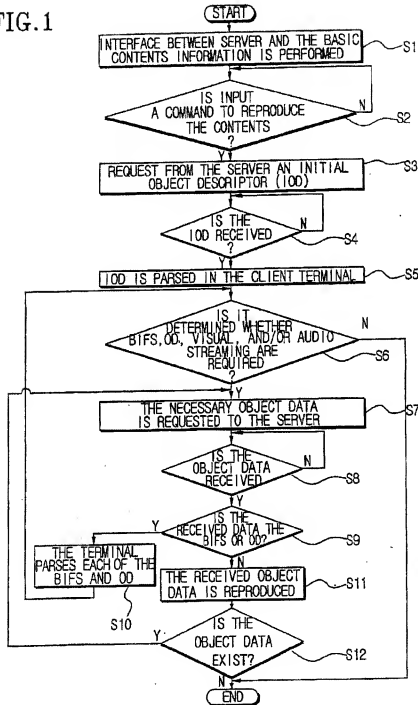 FIG.1
START
INTERFACE BETWEEN SERVER AND THE BASIC
CONTENTS INFORMATION IS PERFORMED
S1
IS INPUT
A COMMAND TO REPRODUCE
THE CONTENTS
?
N
S2
Y
REQUEST FROM THE SERVER AN INITIAL
OBJECT DESCRIPTOR (IOD)
S3
IS THE
IOD RECEIVED
?
N
S4
Y
IOD IS PARSED IN THE CLIENT TERMINAL
S5
IS IT
DETERMINED WHETHER
BIFS,OD, VISUAL, AND/OR AUDIO
STREAMING ARE
REQUIRED
?
N
S6
Y
THE NECESSARY OBJECT DATA
IS REQUESTED TO THE SERVER
S7
IS THE
OBJECT DATA
RECEIVED
N
S8
Y
IS THE
RECEIVED DATA THE
BIFS OR OD?
Y
S9
THE TERMINAL
PARSES EACH OF THE
BIFS AND OD
S10
N
THE RECEIVED OBJECT
DATA IS REPRODUCED
S11
IS THE
OBJECT DATA
EXIST?
Y
S12
N
END